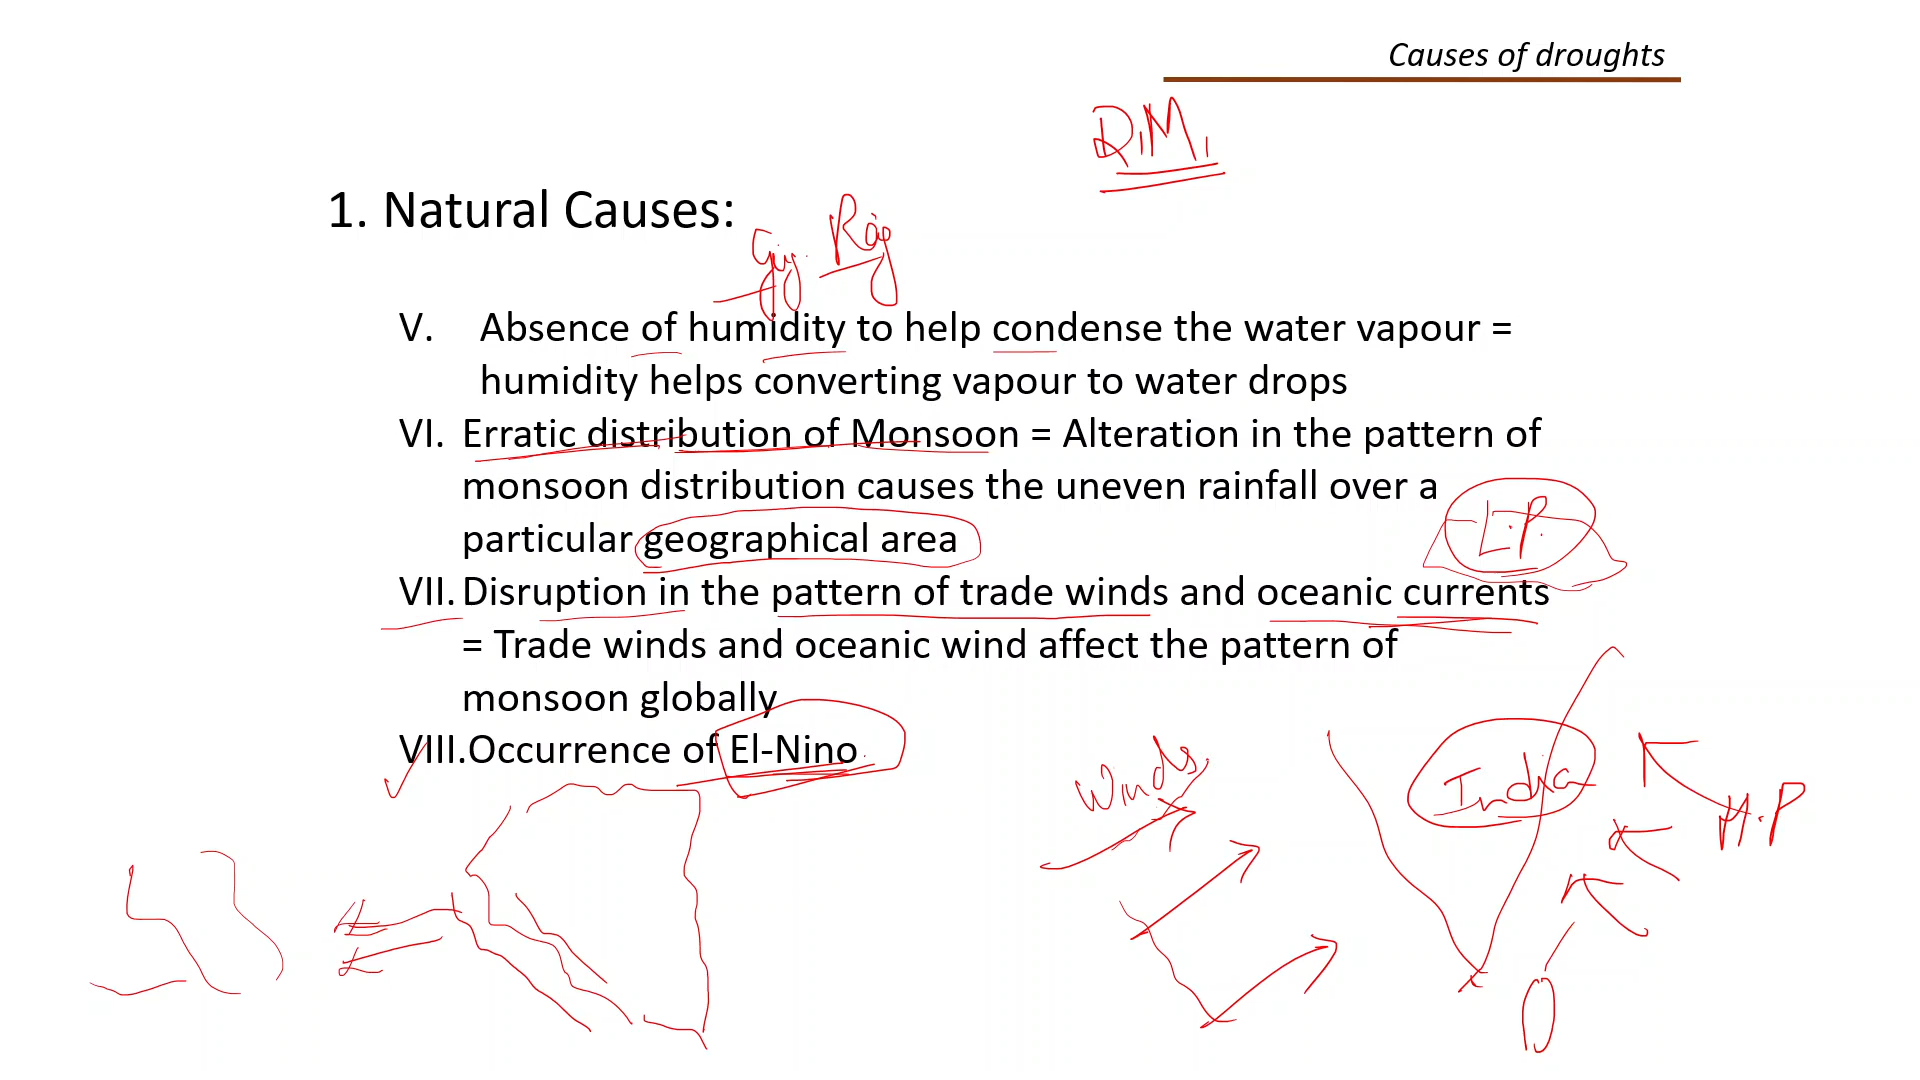 Causes of droughts
D.M.
1. Natural Causes:
Guj. Raj
V. Absence of humidity to help condense the water vapour =
humidity helps converting vapour to water drops
VI. Erratic distribution of Monsoon = Alteration in the pattern of
monsoon distribution causes the uneven rainfall over a
particular geographical area
L.P.
VII. Disruption in the pattern of trade winds and oceanic currents
= Trade winds and oceanic wind affect the pattern of
monsoon globally
VIII. Occurrence of El-Nino
Winds
India
H.P